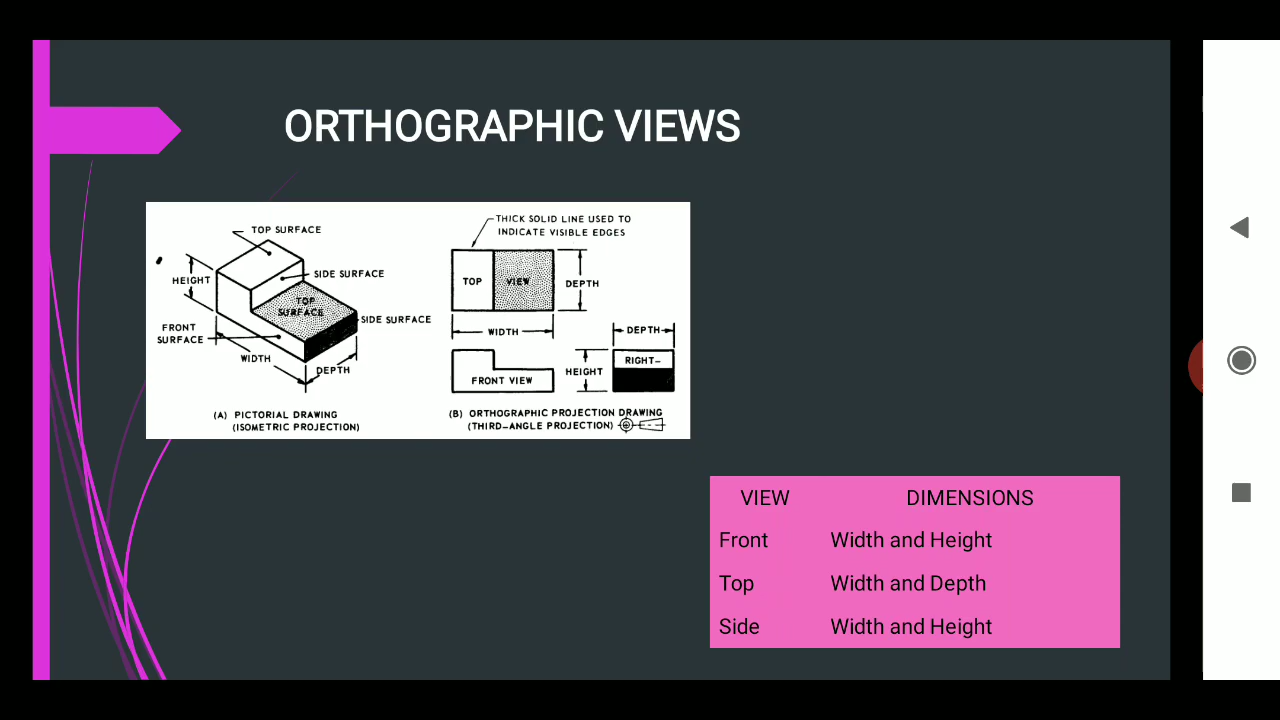 ORTHOGRAPHIC VIEWS
TOP SURFACE
HEIGHT
SIDE SURFACE
TOP
SURFACE
SIDE SURFACE
FRONT
SURFACE
WIDTH
DEPTH
(A) PICTORIAL DRAWING
(ISOMETRIC PROJECTION)
THICK SOLID LINE USED TO
INDICATE VISIBLE EDGES
TOP VIEW
DEPTH
WIDTH
DEPTH
FRONT VIEW
HEIGHT
RIGHT-
(B) ORTHOGRAPHIC PROJECTION DRAWING
(THIRD-ANGLE PROJECTION)
VIEW DIMENSIONS
Front Width and Height
Top Width and Depth
Side Width and Height